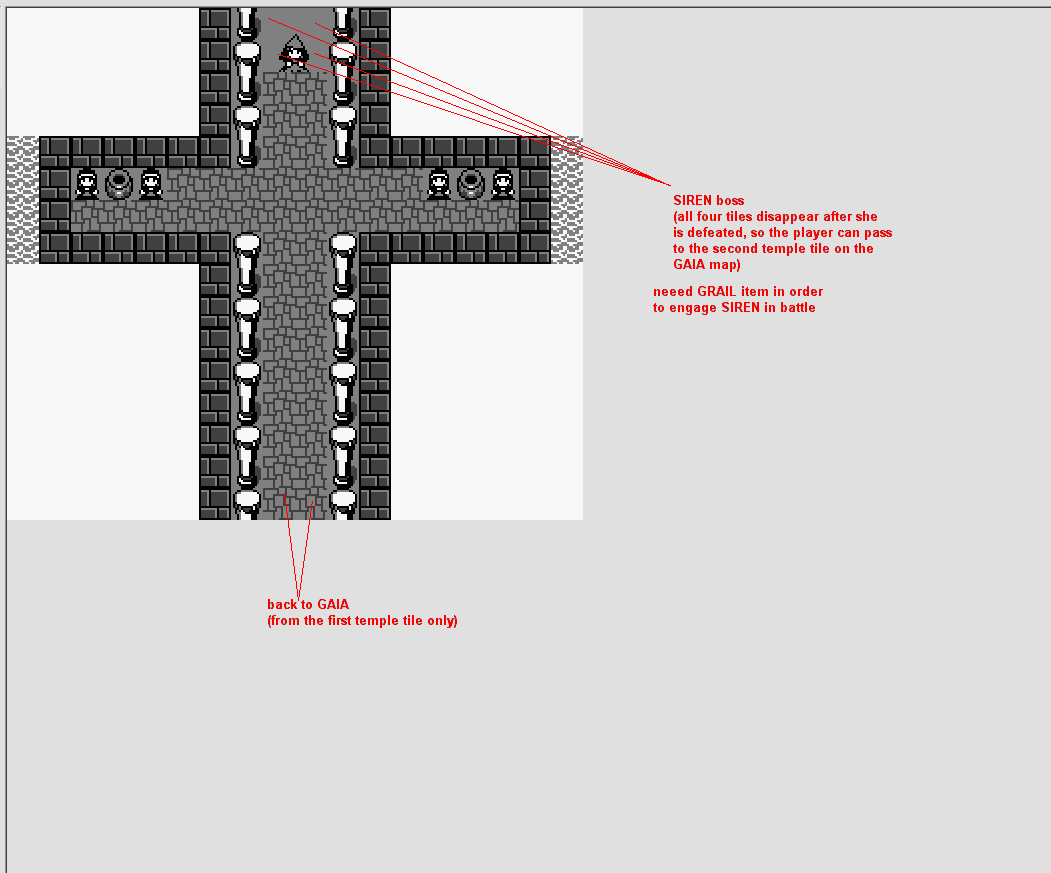 SIREN boss
(all four tiles disappear after she
is defeated, so the player can pass
to the second temple tile on the
GAIA map)
neeed GRAIL item in order
to engage SIREN in battle
back to GAIA
(from the first temple tile only)